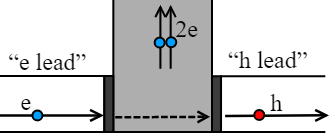 2e
“e lead”
“h lead”
e
h